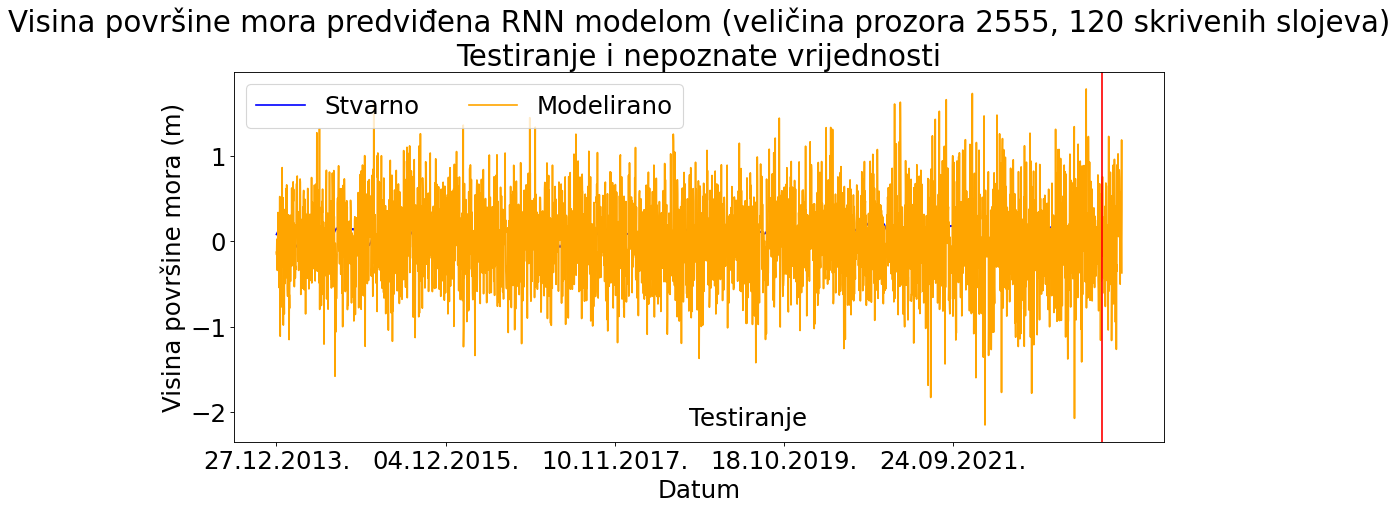 Visina površine mora predviđena RNN modelom (veličina prozora 2555, 120 skrivenih slojeva)
Testiranje i nepoznate vrijednosti
Stvarno Modelirano
Visina površine mora (m)
1
0
−1
−2
Testiranje
27.12.2013. 04.12.2015. 10.11.2017. 18.10.2019. 24.09.2021.
Datum